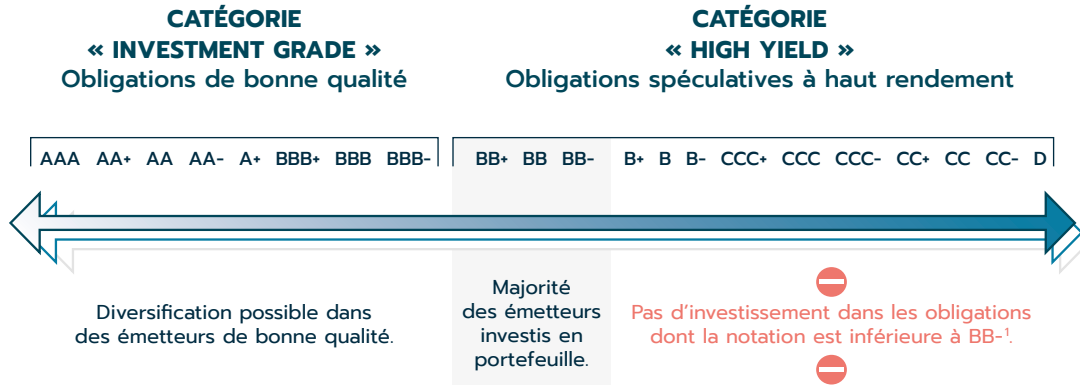 CATÉGORIE
« INVESTMENT GRADE »
Obligations de bonne qualité
CATÉGORIE
« HIGH YIELD »
Obligations spéculatives à haut rendement
AAA AA+ AA AA- A+ BBB+ BBB BBB-
BB+ BB BB- B+ B B- CCC+ CCC CCC- CC+ CC CC- D
Diversification possible dans
des émetteurs de bonne qualité.
Majorité
des émetteurs
investis en
portefeuille.
Pas d’investissement dans les obligations
dont la notation est inférieure à BB-¹.